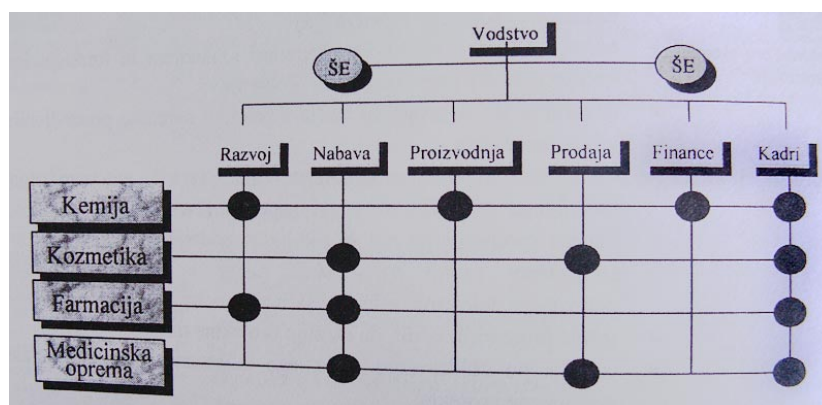 Vodstvo
ŠE
ŠE
Razvoj
Nabava
Proizvodnja
Prodaja
Finance
Kadri
Kemija
Kozmetika
Farmacija
Medicinska
oprema